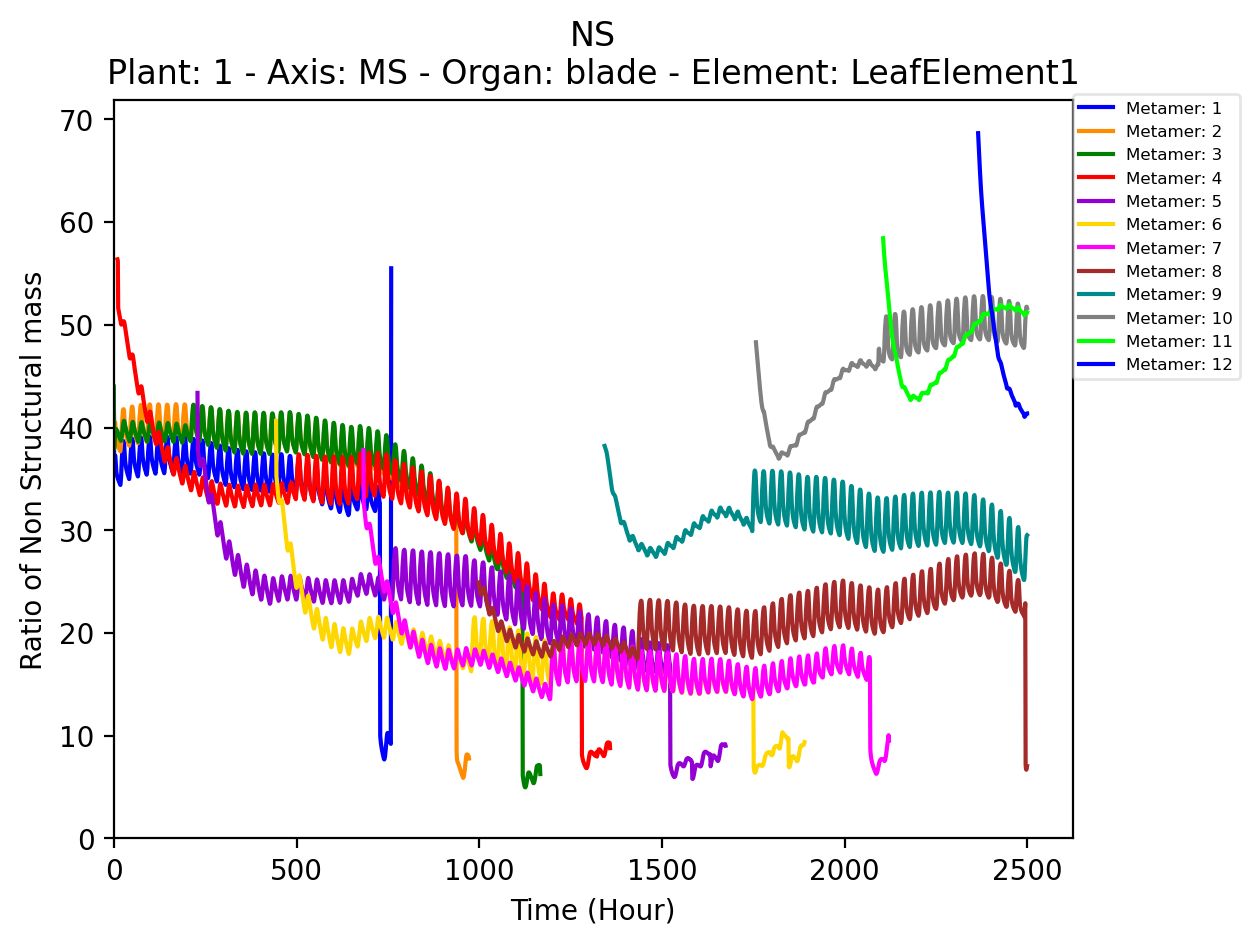 NS
Plant: 1 - Axis: MS - Organ: blade - Element: LeafElement1
Ratio of Non Structural mass
70
60
50
40
30
20
10
0
0 500 1000 1500 2000 2500
Time (Hour)
Metamer: 1
Metamer: 2
Metamer: 3
Metamer: 4
Metamer: 5
Metamer: 6
Metamer: 7
Metamer: 8
Metamer: 9
Metamer: 10
Metamer: 11
Metamer: 12